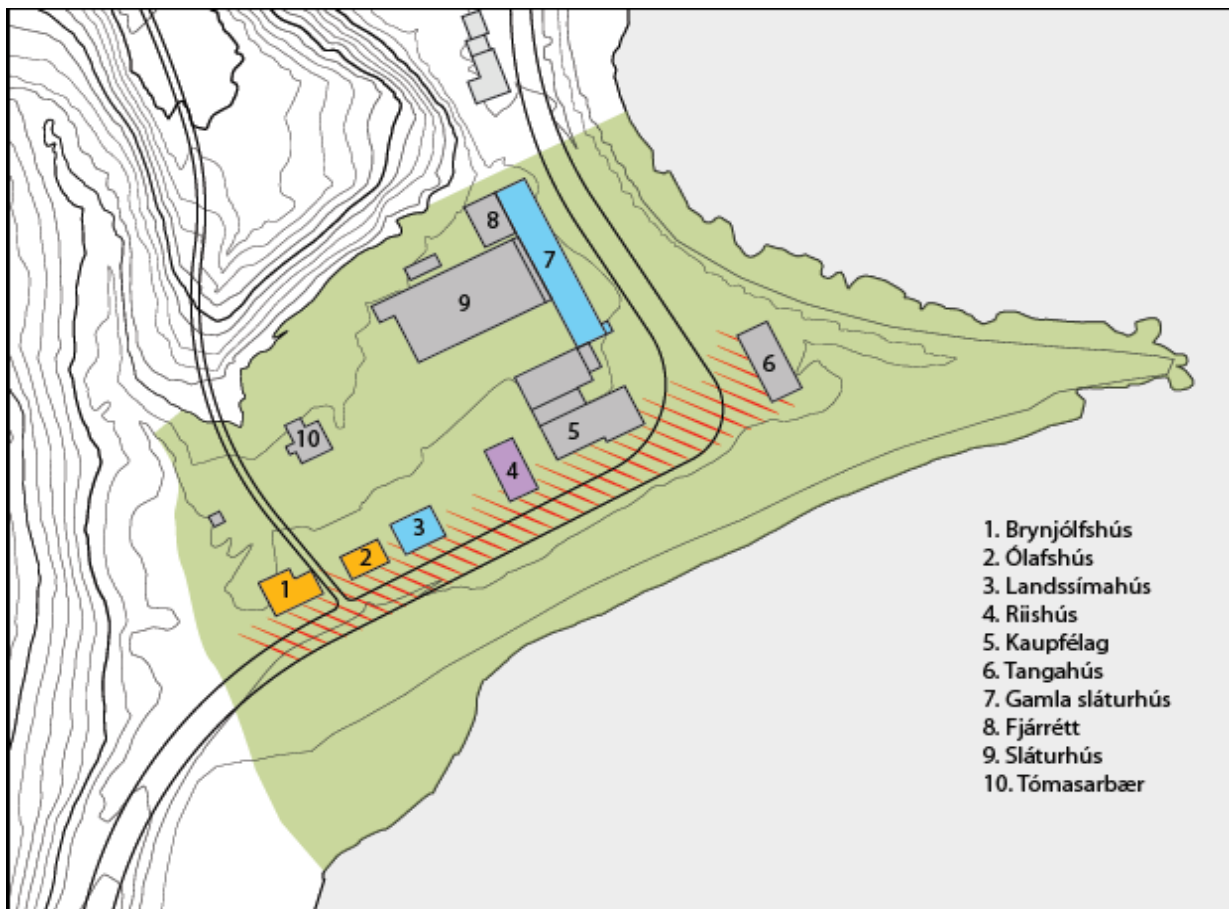 8
7
9
6
5
10
4
3
2
1
1. Brynjólfshús
2. Ólafshús
3. Landssímahús
4. Riishús
5. Kaupfélag
6. Tangahús
7. Gamla sláturhús
8. Fjárrétt
9. Sláturhús
10. Tómasarbær